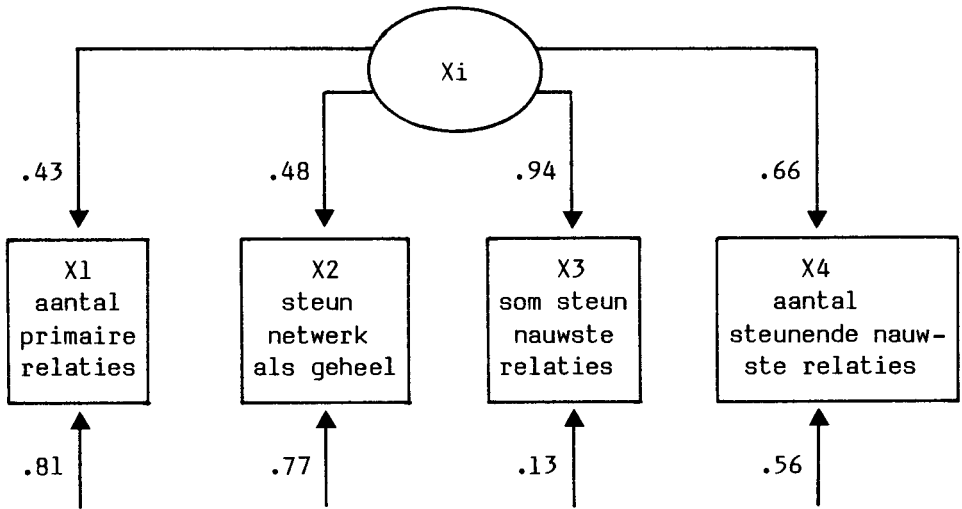 Xi
.43
.48
.94
.66
X1
aantal
primaire
relaties
X2
steun
netwerk
als geheel
X3
som steun
nauwste
relaties
X4
aantal
steunende nauw-
ste relaties
.81
.77
.13
.56